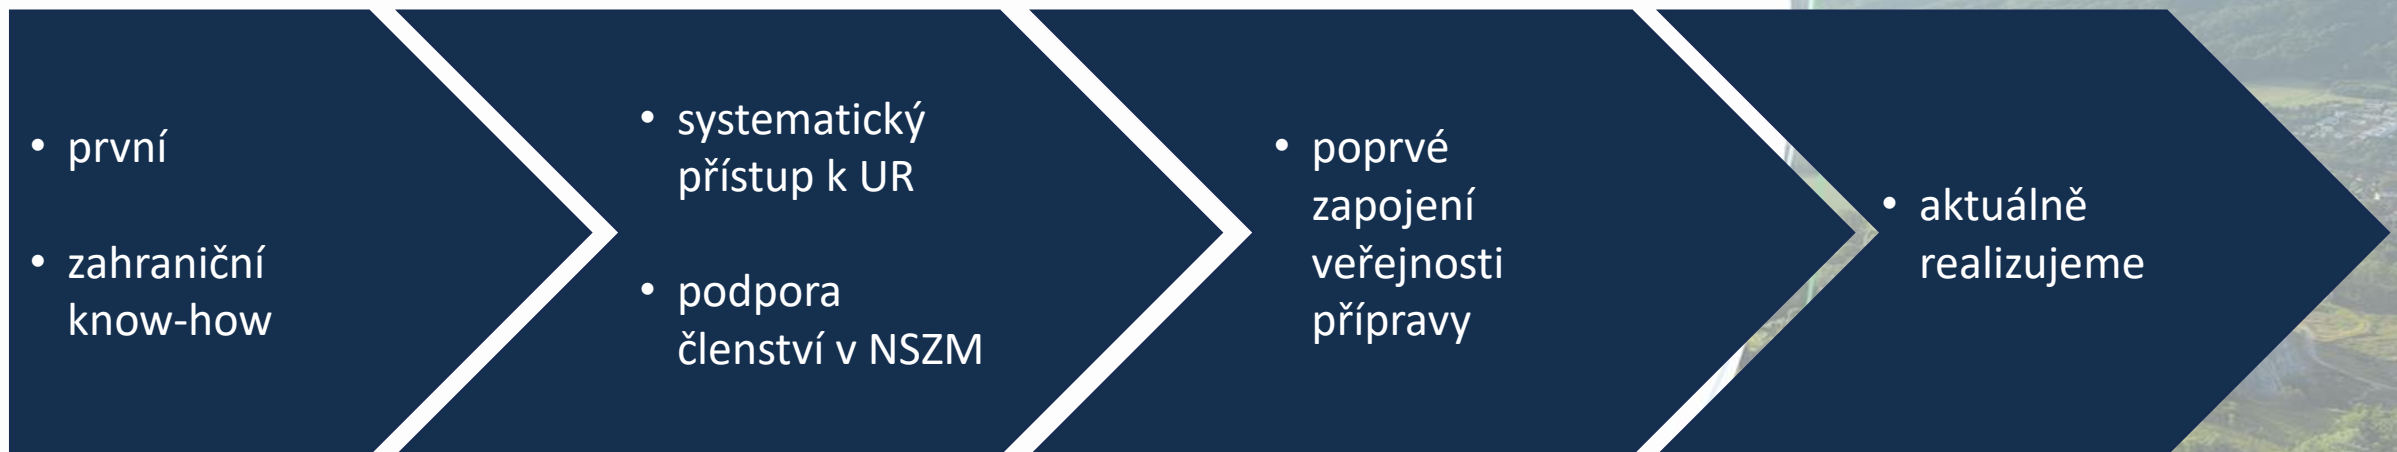 • první
• zahraniční
know-how
• systematický
přístup k UR
• podpora
členství v NSZM
• poprvé
zapojení
veřejnosti
přípravy
• aktuálně
realizujeme